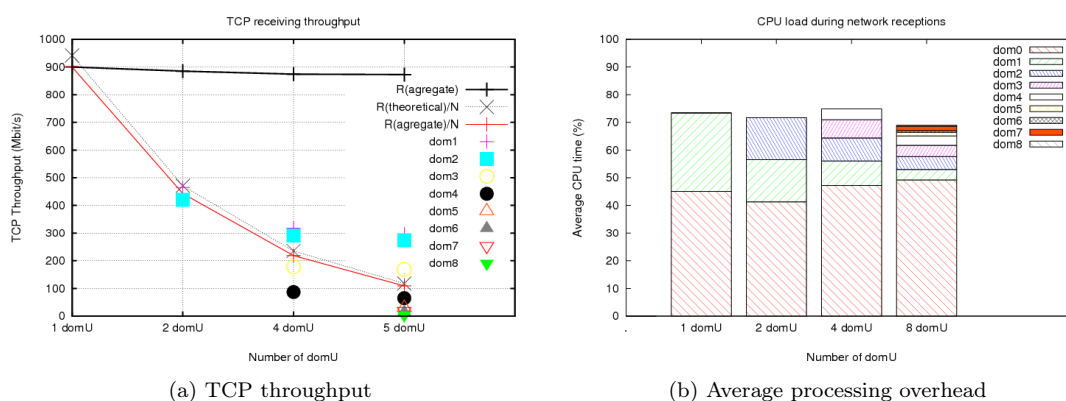 TCP receiving throughput
1000
900
800
700
600
500
400
300
200
100
0
TCP Throughput (Mbit/s)
R(agregate)
R(theoretical)/N
R(agregate)/N
dom1
dom2
dom3
dom4
dom5
dom6
dom7
dom8
1 domU
2 domU
4 domU
5 domU
Number of domU
(a) TCP throughput
CPU load during network receptions
100
90
80
70
60
50
40
30
20
10
0
Average CPU time (%)
dom0
dom1
dom2
dom3
dom4
dom5
dom6
dom7
dom8
.
1 domU
2 domU
4 domU
8 domU
.
Number of domU
(b) Average processing overhead